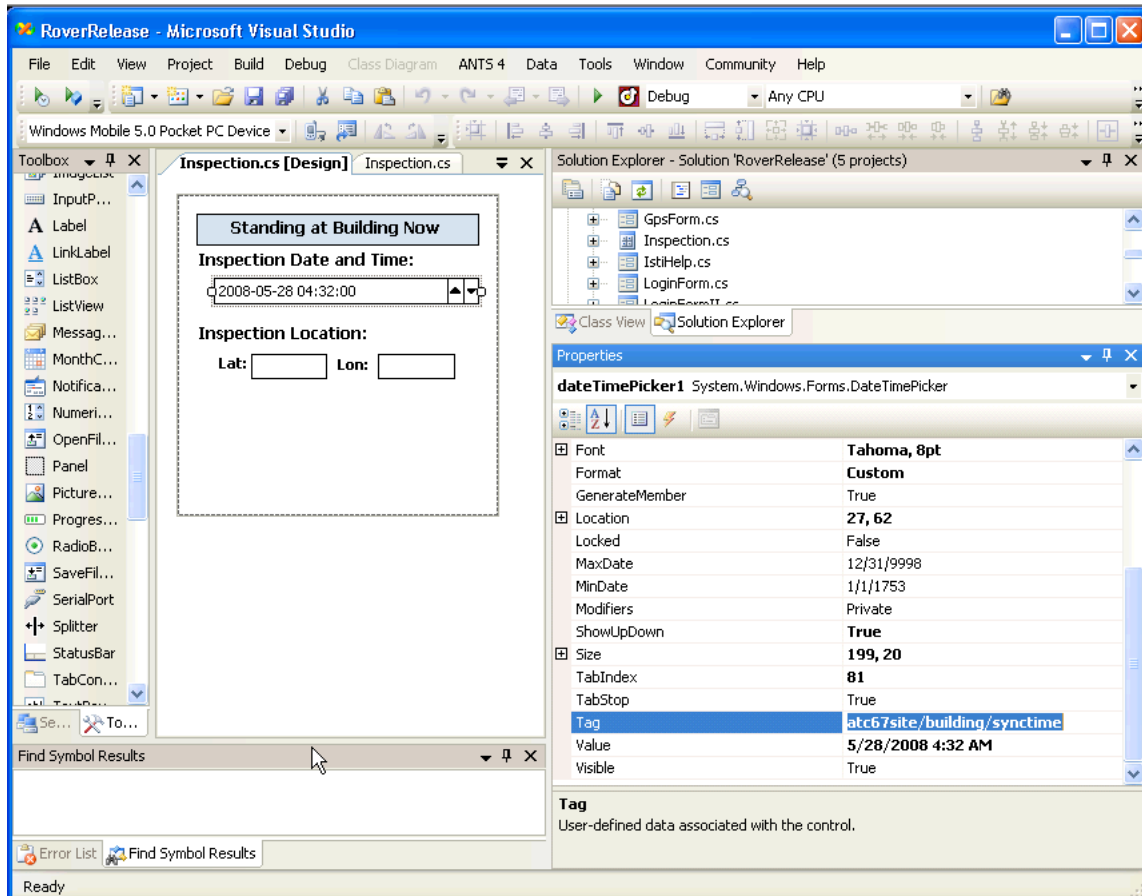 RoverRelease - Microsoft Visual Studio
File Edit View Project Build Debug Class Diagram ANTS 4 Data Tools Window Community Help
Debug Any CPU
Windows Mobile 5.0 Pocket PC Device
Toolbox
ImageList
InputP...
Label
LinkLabel
ListBox
ListView
Messag...
MonthC...
Notifica...
Numeri...
OpenFil...
Panel
Picture...
Progres...
RadioB...
SaveFil...
SerialPort
Splitter
StatusBar
TabCon...
Se... To...
Inspection.cs [Design] Inspection.cs
Standing at Building Now
Inspection Date and Time:
2008-05-28 04:32:00
Inspection Location:
Lat: Lon:
Solution Explorer - Solution 'RoverRelease' (5 projects)
GpsForm.cs
Inspection.cs
IstiHelp.cs
LoginForm.cs
LoginFormII.cs
Class View Solution Explorer
Properties
dateTimePicker1 System.Windows.Forms.DateTimePicker
Font Tahoma, 8pt
Format Custom
GenerateMember True
Location 27, 62
Locked False
MaxDate 12/31/9998
MinDate 1/1/1753
Modifiers Private
ShowUpDown True
Size 199, 20
TabIndex 81
TabStop True
Tag atc67site/building/synctime
Value 5/28/2008 4:32 AM
Visible True
Tag
User-defined data associated with the control.
Find Symbol Results
Error List Find Symbol Results
Ready